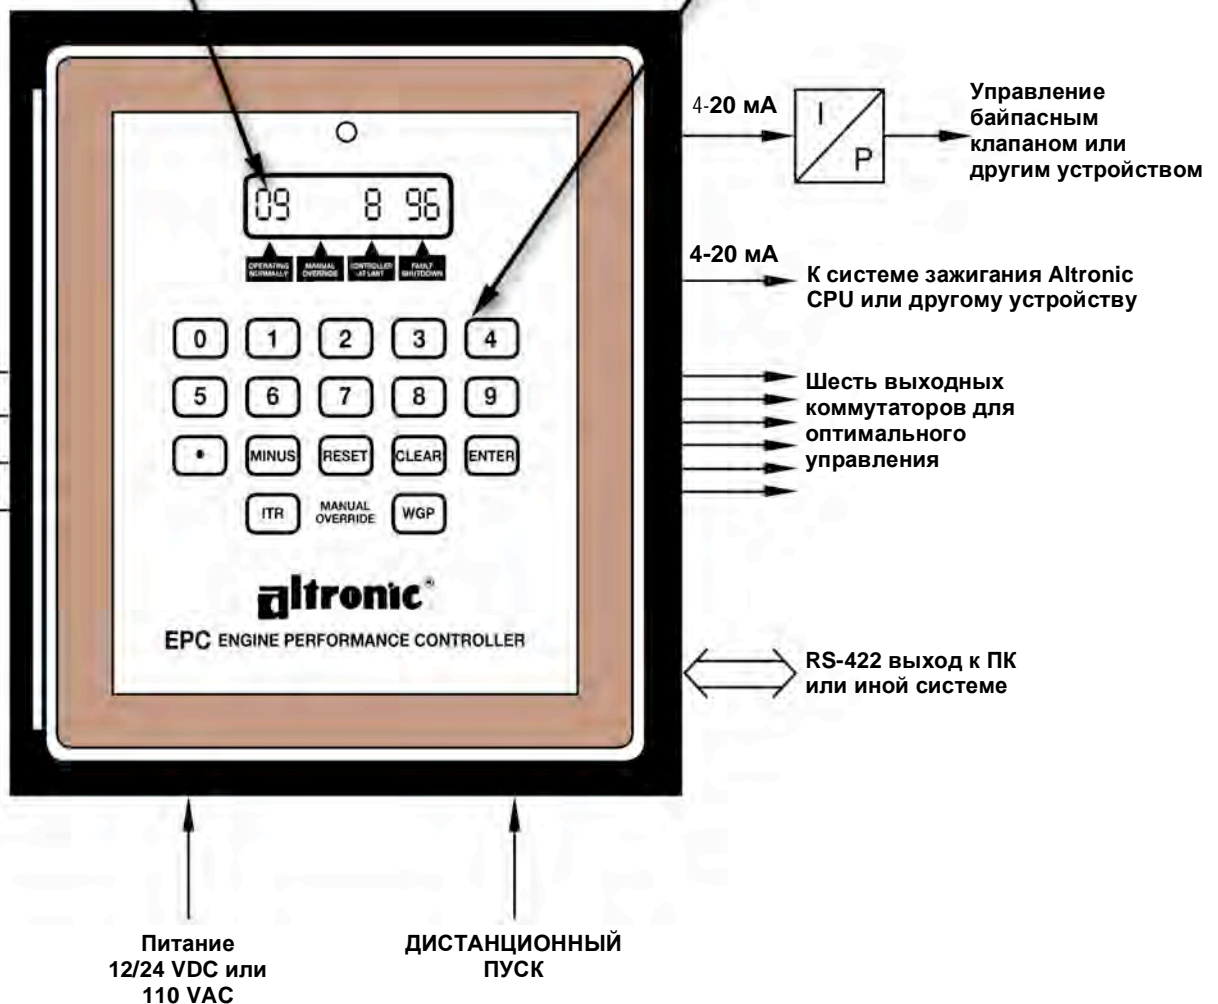 4-20 мА
I
P
Управление
байпасным
клапаном или
другим устройством
09 8 96
OPERATING
NORMALLY
MANUAL
OVERRIDE
CONTROLLER
AT LIMIT
FAULT
SHUTDOWN
4-20 мА
К системе зажигания Altronic
CPU или другому устройству
0 1 2 3 4
5 6 7 8 9
• MINUS RESET CLEAR ENTER
ITR
MANUAL
OVERRIDE
WGP
Шесть выходных
коммутаторов для
оптимального
управления
altronic®
EPC ENGINE PERFORMANCE CONTROLLER
RS-422 выход к ПК
или иной системе
Питание
12/24 VDC или
110 VAC
ДИСТАНЦИОННЫЙ
ПУСК